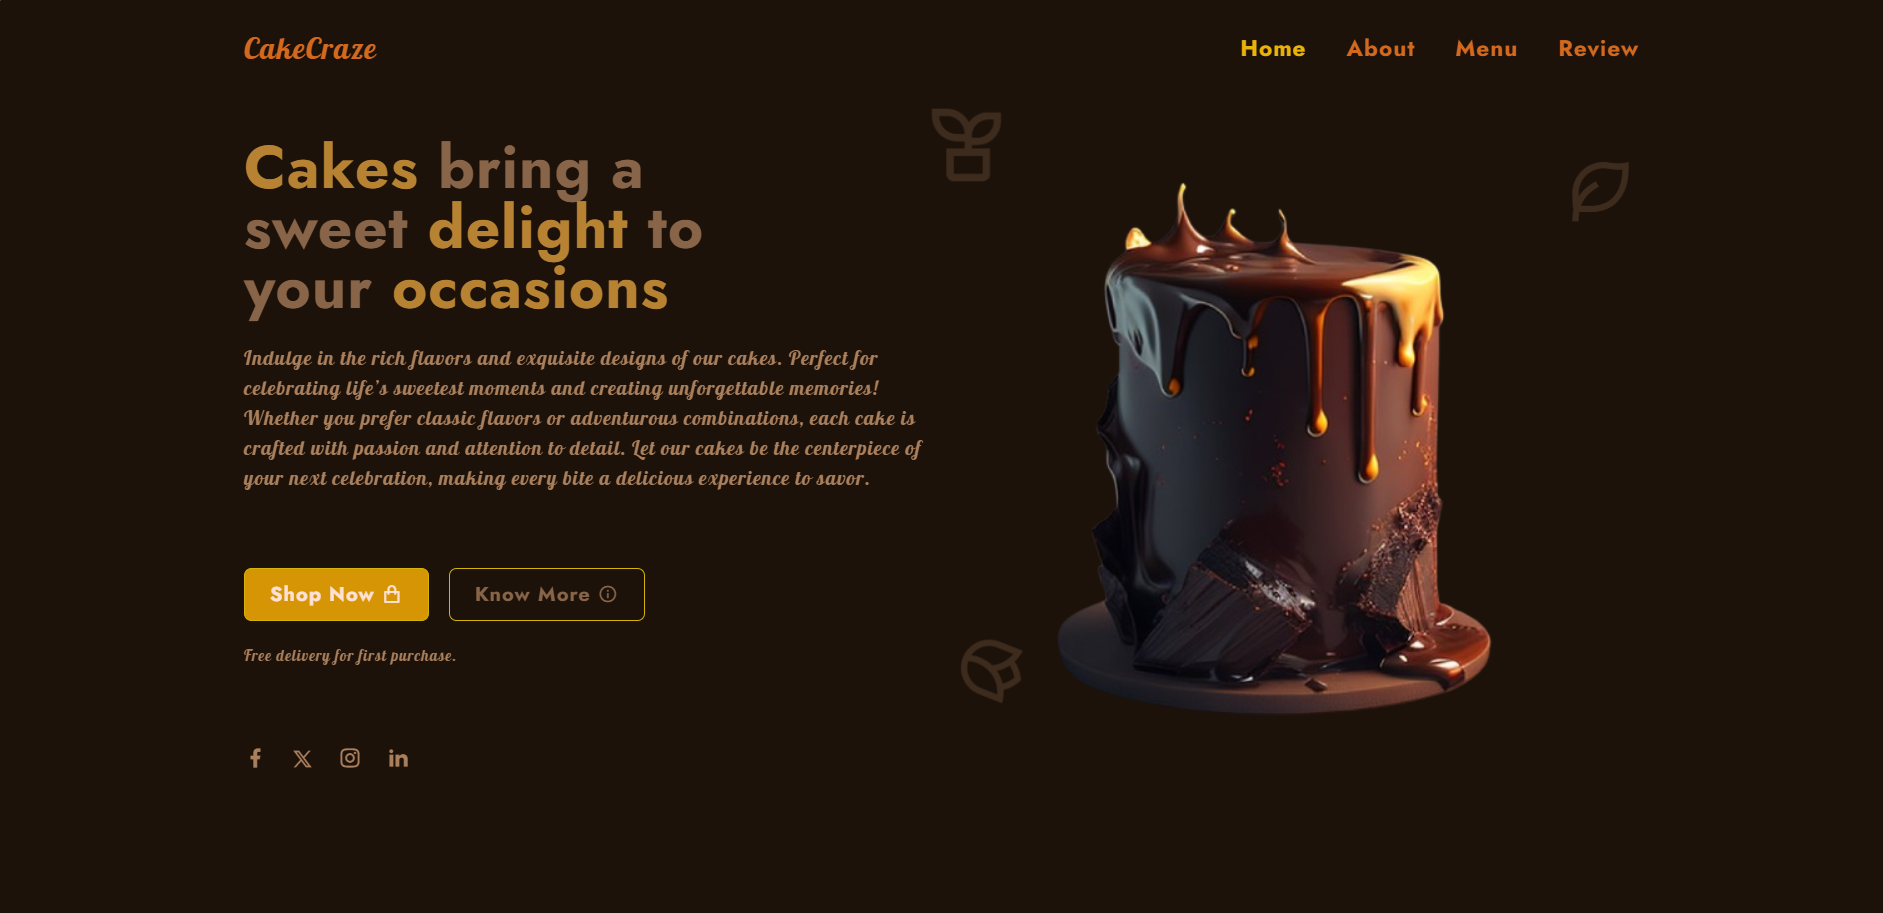 CakeCraze
Home About Menu Review
Cakes bring a
sweet delight to
your occasions
Indulge in the rich flavors and exquisite designs of our cakes. Perfect for
celebrating life’s sweetest moments and creating unforgettable memories!
Whether you prefer classic flavors or adventurous combinations, each cake is
crafted with passion and attention to detail. Let our cakes be the centerpiece of
your next celebration, making every bite a delicious experience to savor.
Shop Now Know More
Free delivery for first purchase.